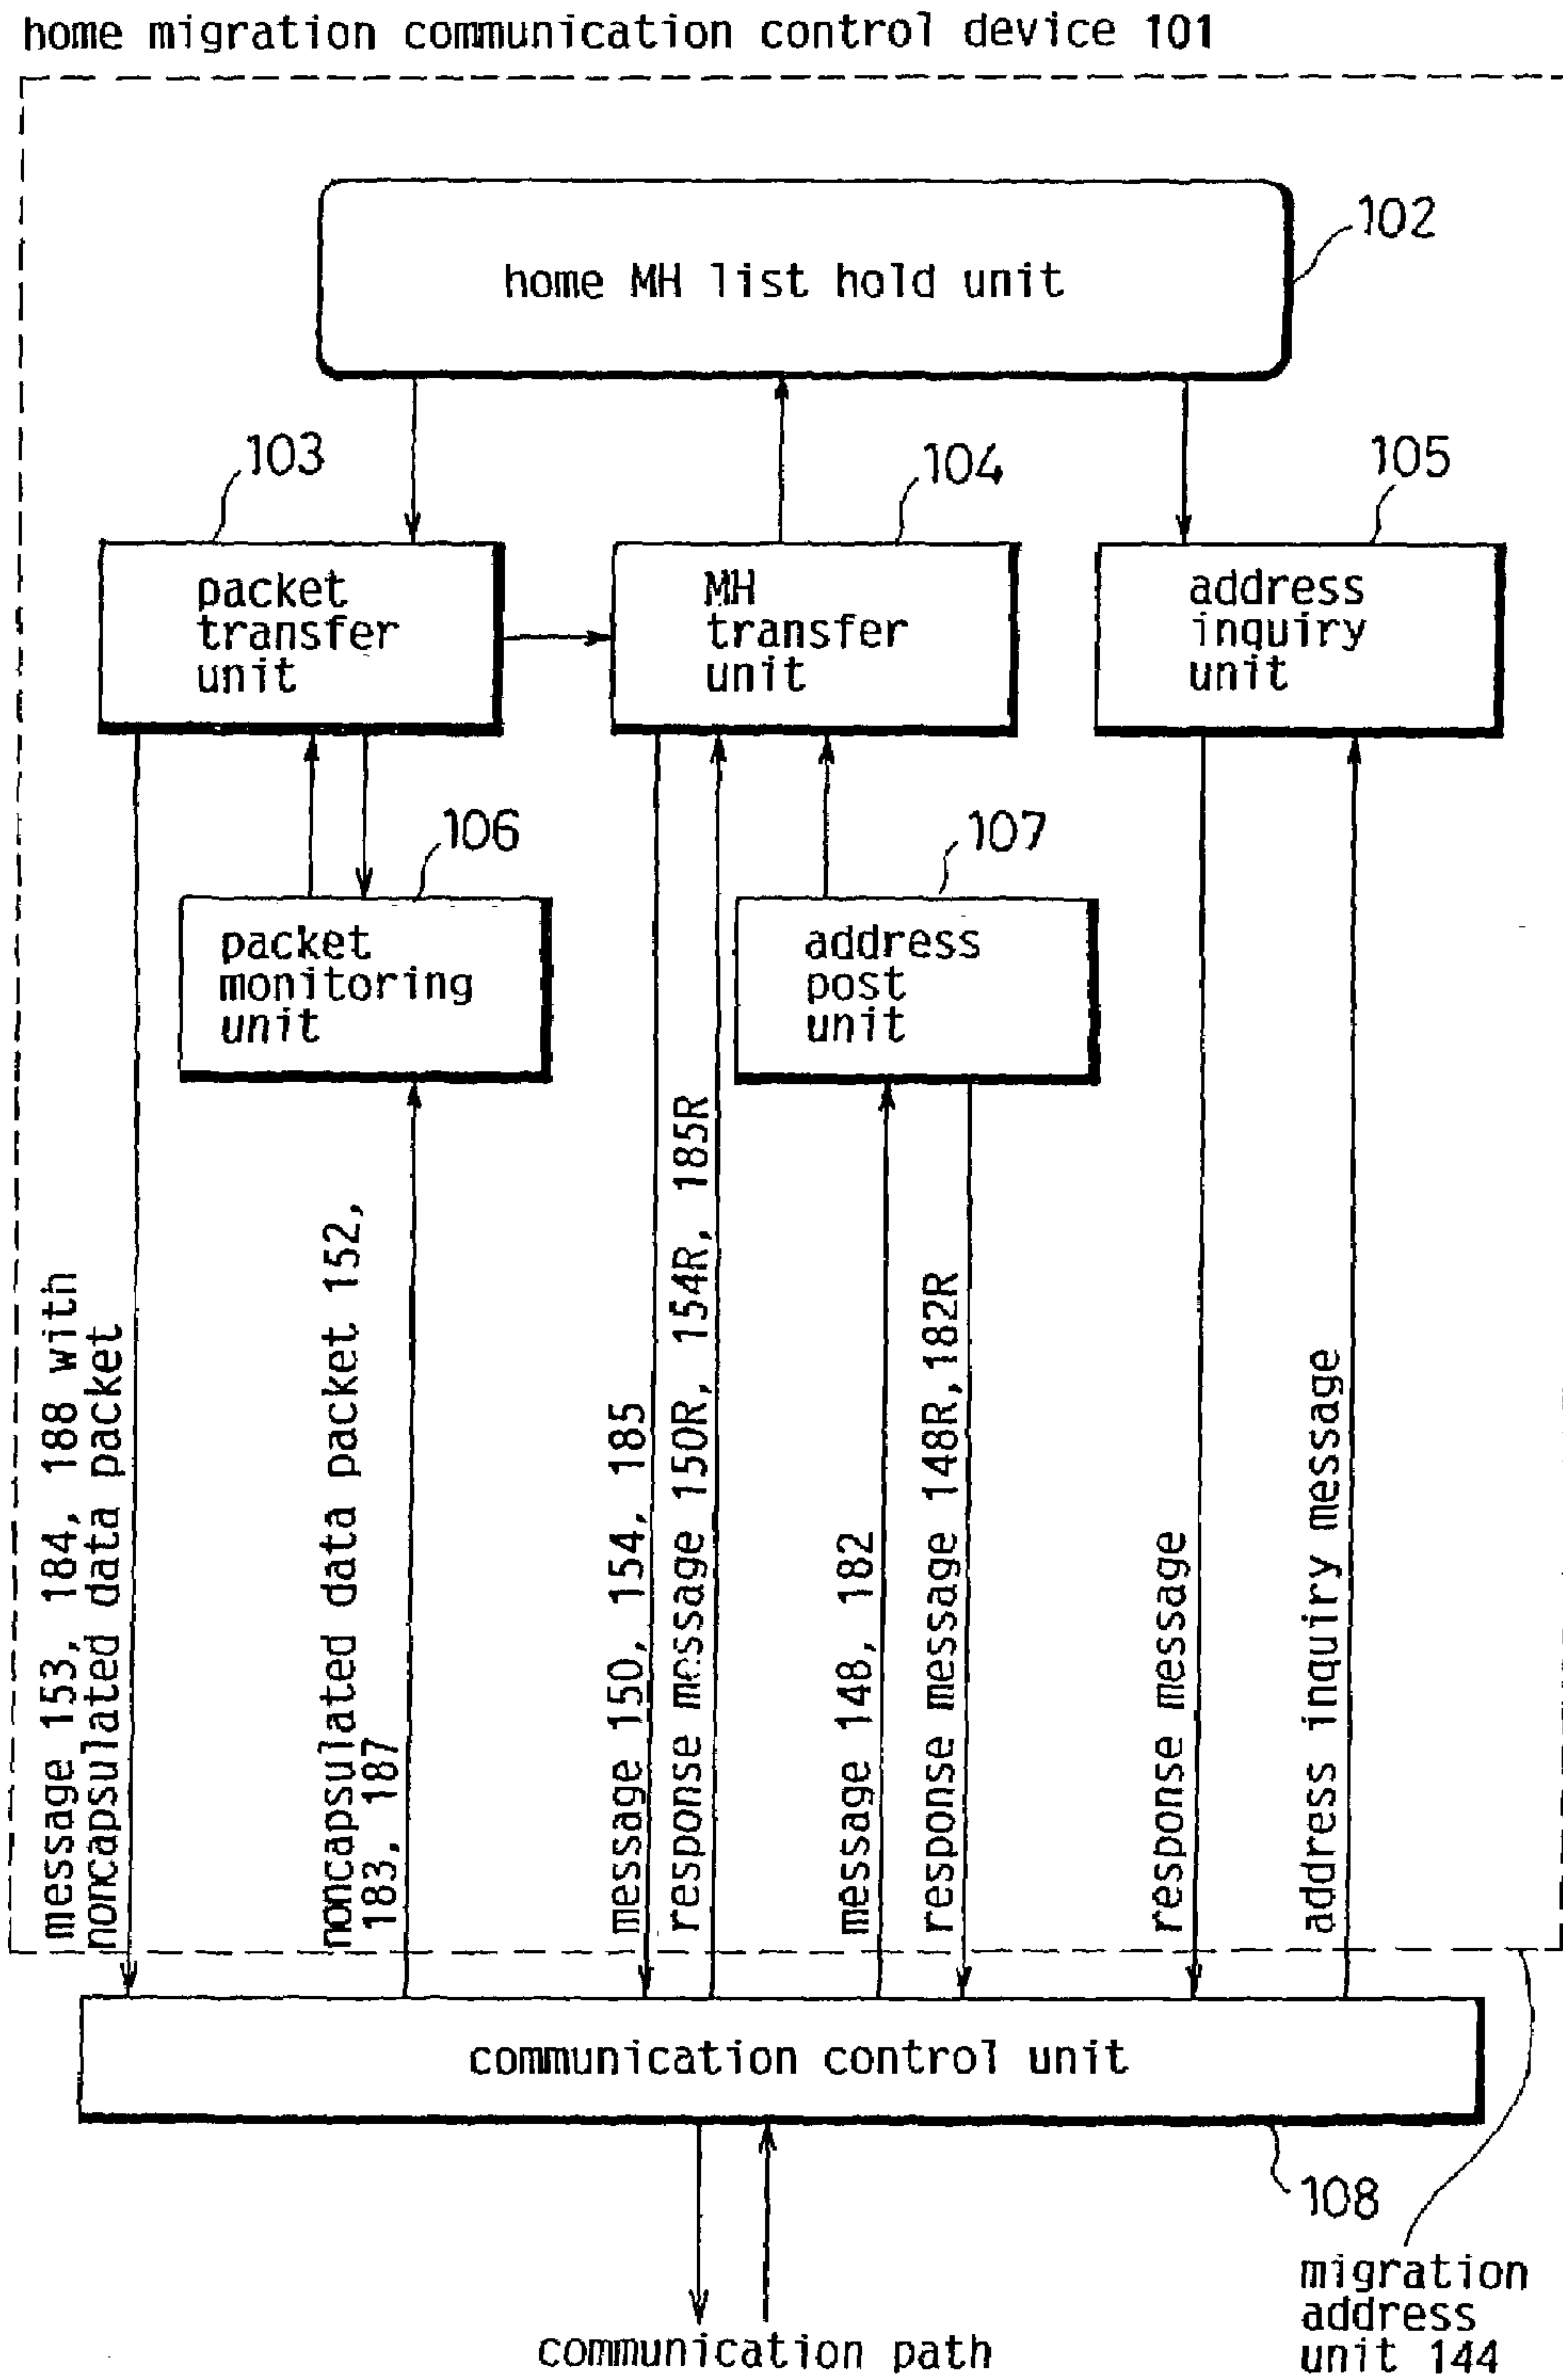 home migration communication control device 101
102
home MH list hold unit
103
104
105
packet
transfer
unit
MH
transfer
unit
address
inquiry
unit
106
107
packet
monitoring
unit
address
post
unit
message 153, 184, 188 with
noncapsulated data packet
noncapsulated data packet 152,
183, 187
message 150, 154, 185
response message 150R, 154R, 185R
message 148, 182
response message 148R,182R
response message
address inquiry message
communication control unit
108
migration
address
unit 144
communication path